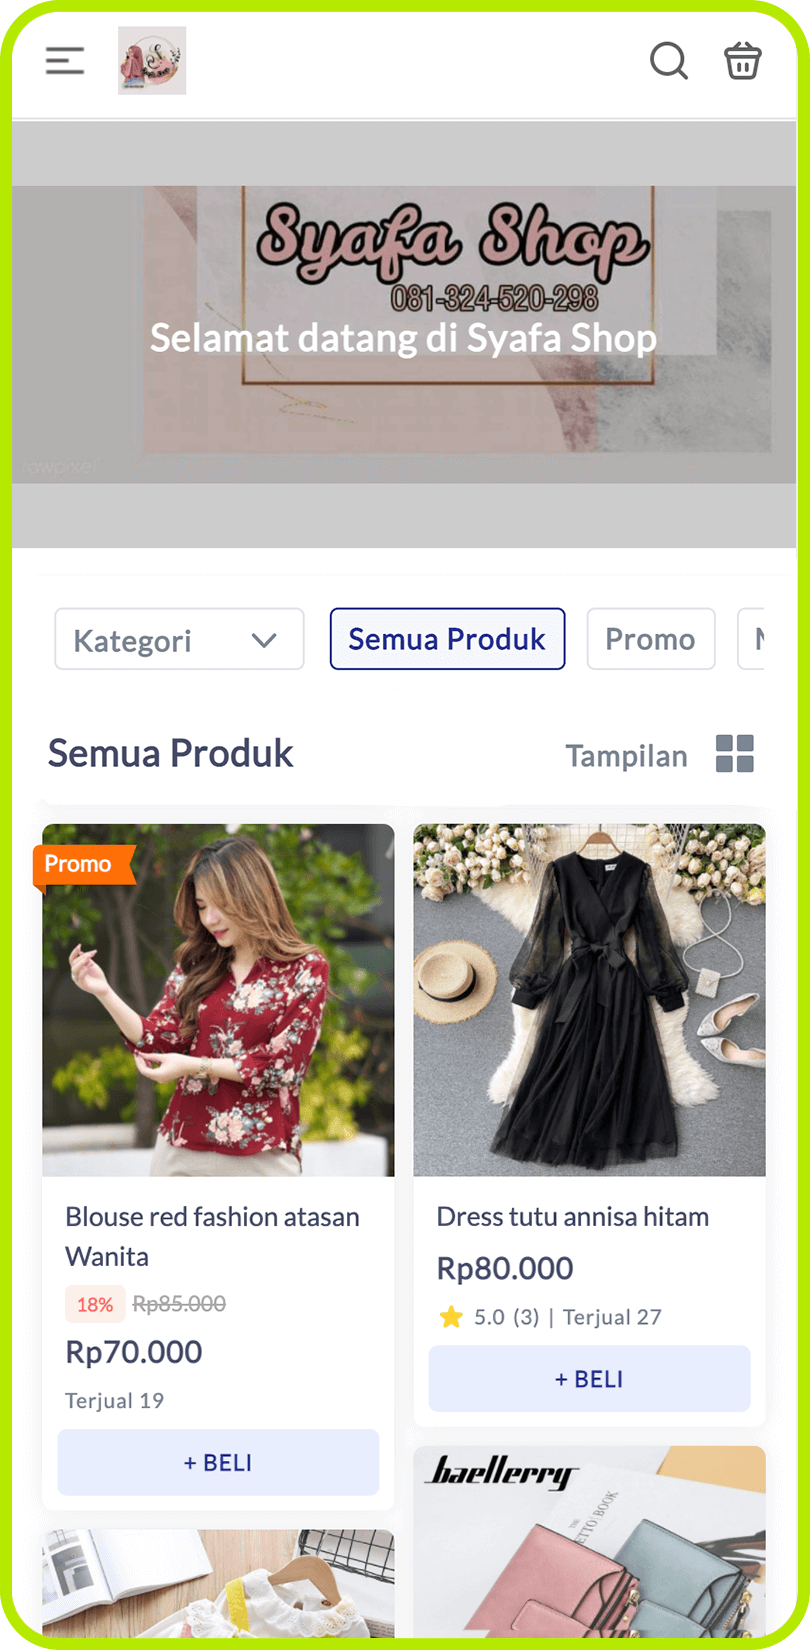 Syafa Shop
081-324-520-298
Selamat datang di Syafa Shop
rawpixel
Kategori
Semua Produk
Promo
Semua Produk
Tampilan
Promo
Blouse red fashion atasan
Wanita
18% Rp85.000
Rp70.000
Terjual 19
+ BELI
Dress tutu annisa hitam
Rp80.000
5.0 (3) | Terjual 27
+ BELI
baellerry